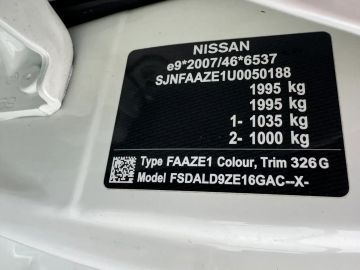 NISSAN
e9*2007/46*6537
SJNFAAZE1U0050188
1995 kg
1995 kg
1- 1035 kg
2- 1000 kg
Type FAAZE1 Colour, Trim 326 G
Model FSDALD9ZE16GAC--X-